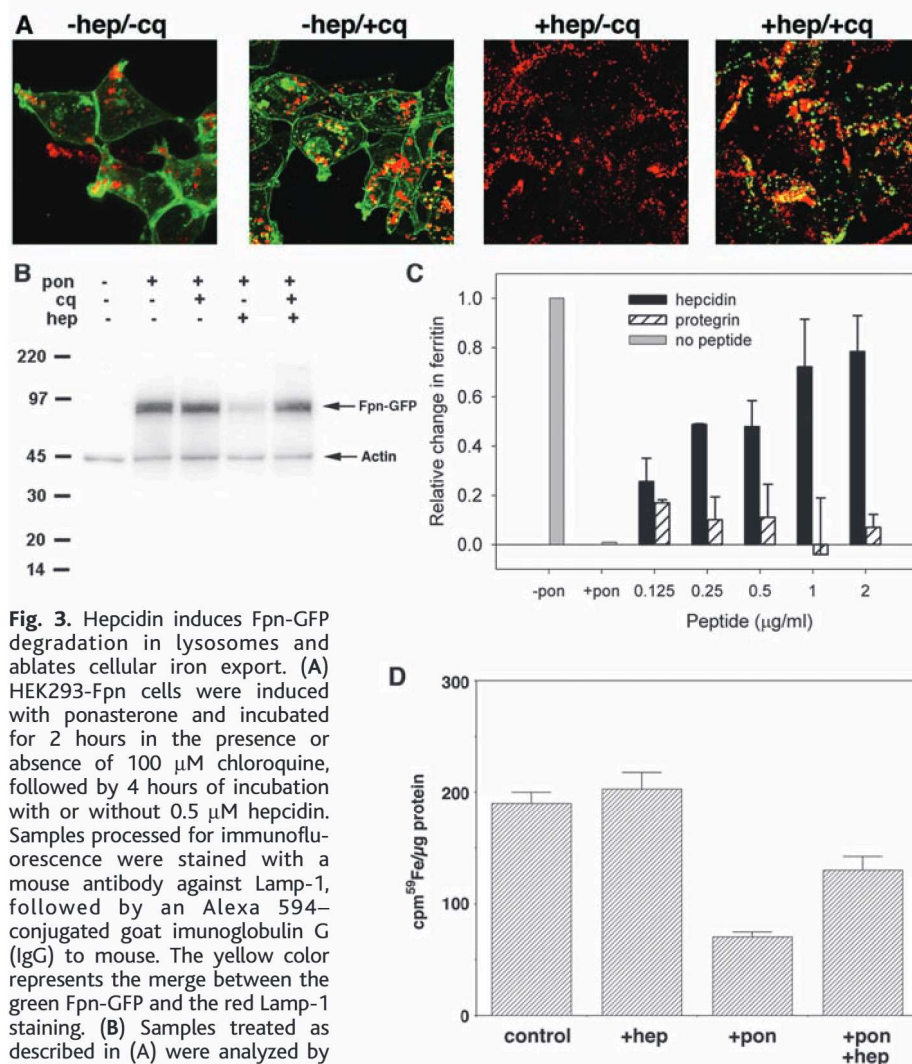 A
-hep/-cq
-hep/+cq
+hep/-cq
+hep/+cq
B
pon - + + + +
cq - - + - +
hep - - - + +
220
97
45
30
20
14
Fpn-GFP
Actin
C
Relative change in ferritin
1.0
0.8
0.6
0.4
0.2
0.0
hepcidin
protegrin
no peptide
-pon +pon 0.125 0.25 0.5 1 2
Peptide (µg/ml)
Fig. 3. Hepcidin induces Fpn-GFP
degradation in lysosomes and
ablates cellular iron export. (A)
HEK293-Fpn cells were induced
with ponasterone and incubated
for 2 hours in the presence or
absence of 100 µM chloroquine,
followed by 4 hours of incubation
with or without 0.5 µM hepcidin.
Samples processed for immunoflu-
orescence were stained with a
mouse antibody against Lamp-1,
followed by an Alexa 594–
conjugated goat imunoglobulin G
(IgG) to mouse. The yellow color
represents the merge between the
green Fpn-GFP and the red Lamp-1
staining. (B) Samples treated as
described in (A) were analyzed by
D
cpm⁵⁹Fe/µg protein
300
200
100
0
control +hep +pon +pon
+hep